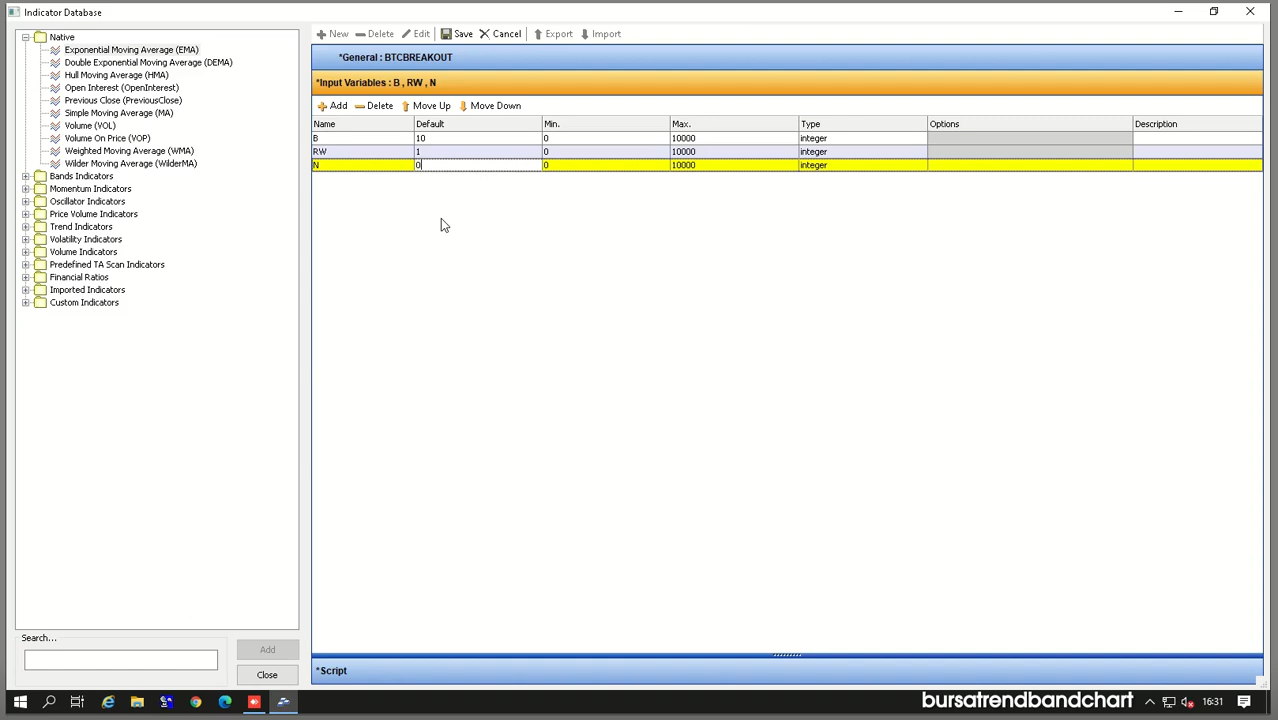 Indicator Database
Native
Exponential Moving Average (EMA)
Double Exponential Moving Average (DEMA)
Hull Moving Average (HMA)
Open Interest (OpenInterest)
Previous Close (PreviousClose)
Simple Moving Average (MA)
Volume (VOL)
Volume On Price (VOP)
Weighted Moving Average (WMA)
Wilder Moving Average (WilderMA)
Bands Indicators
Momentum Indicators
Oscillator Indicators
Price Volume Indicators
Trend Indicators
Volatility Indicators
Volume Indicators
Predefined TA Scan Indicators
Financial Ratios
Imported Indicators
Custom Indicators
Search...
Add
Close
New Delete Edit Save Cancel Export Import
*General : BTCBREAKOUT
*Input Variables : B , RW , N
Add Delete Move Up Move Down
Name Default Min. Max. Type Options Description
B 10 0 10000 integer
RW 1 0 10000 integer
N 0 0 10000 integer
*Script
bursatrendbandchart
16:31